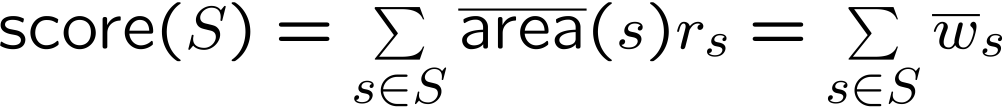 score(S) = ∑_{s∈S} \overline{area}(s)r_s = ∑_{s∈S} \overline{w}_s